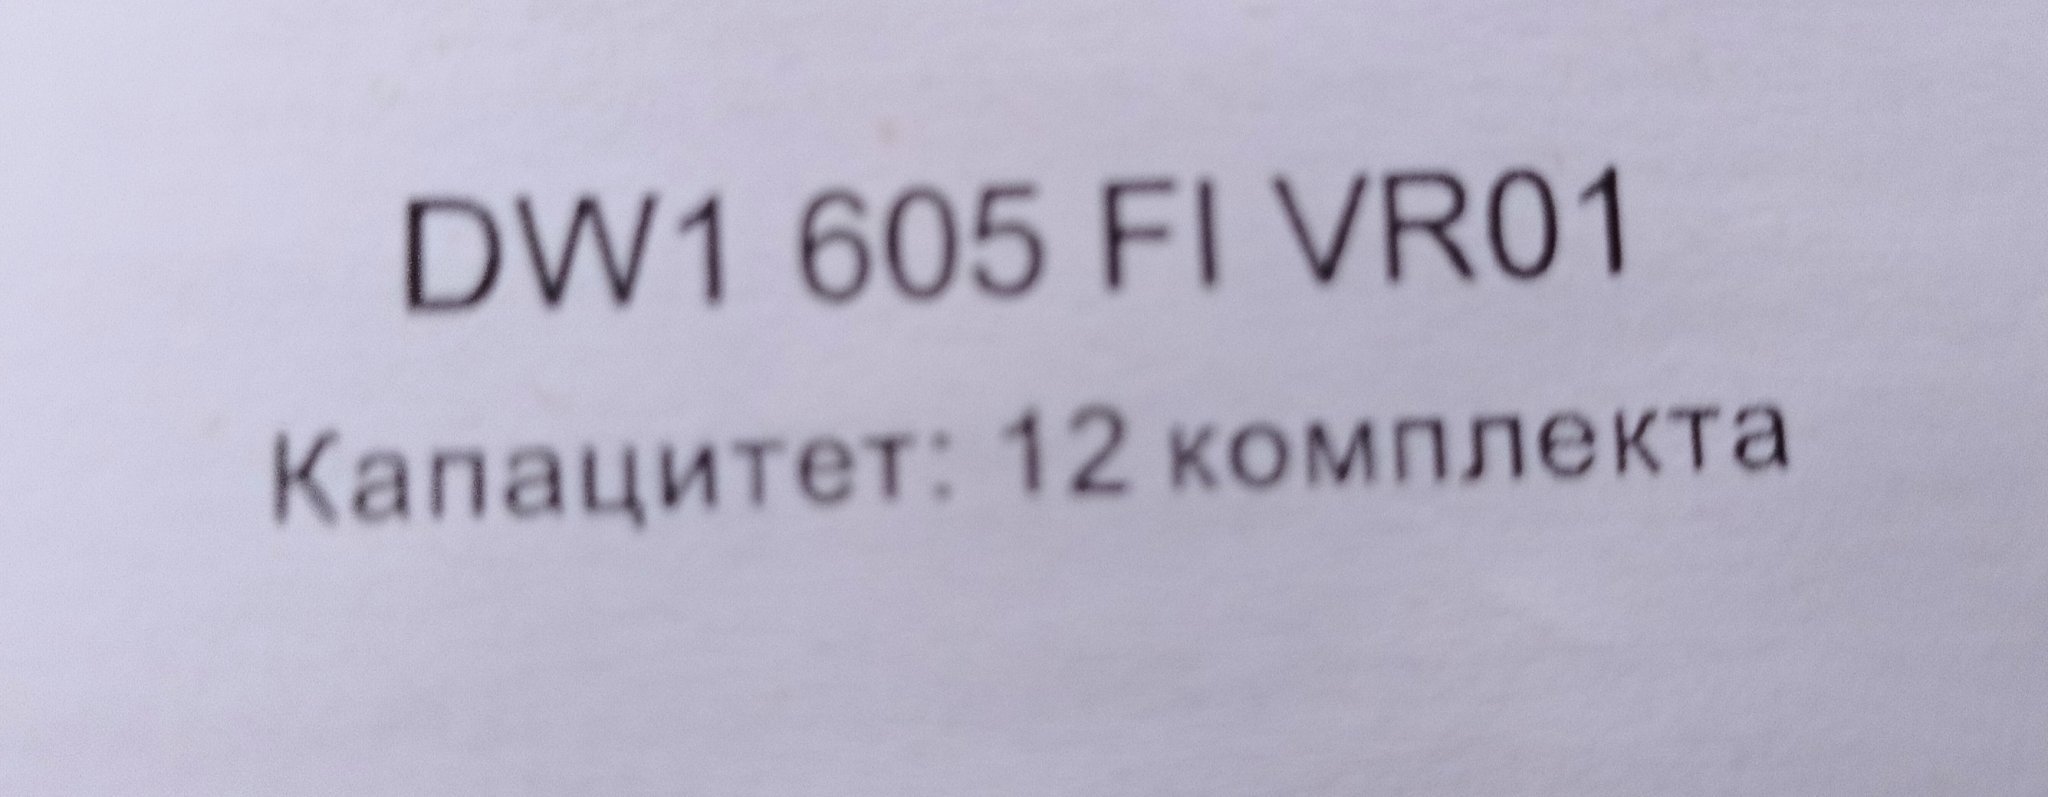 DW1 605 FI VR01
Капацитет: 12 комплекта